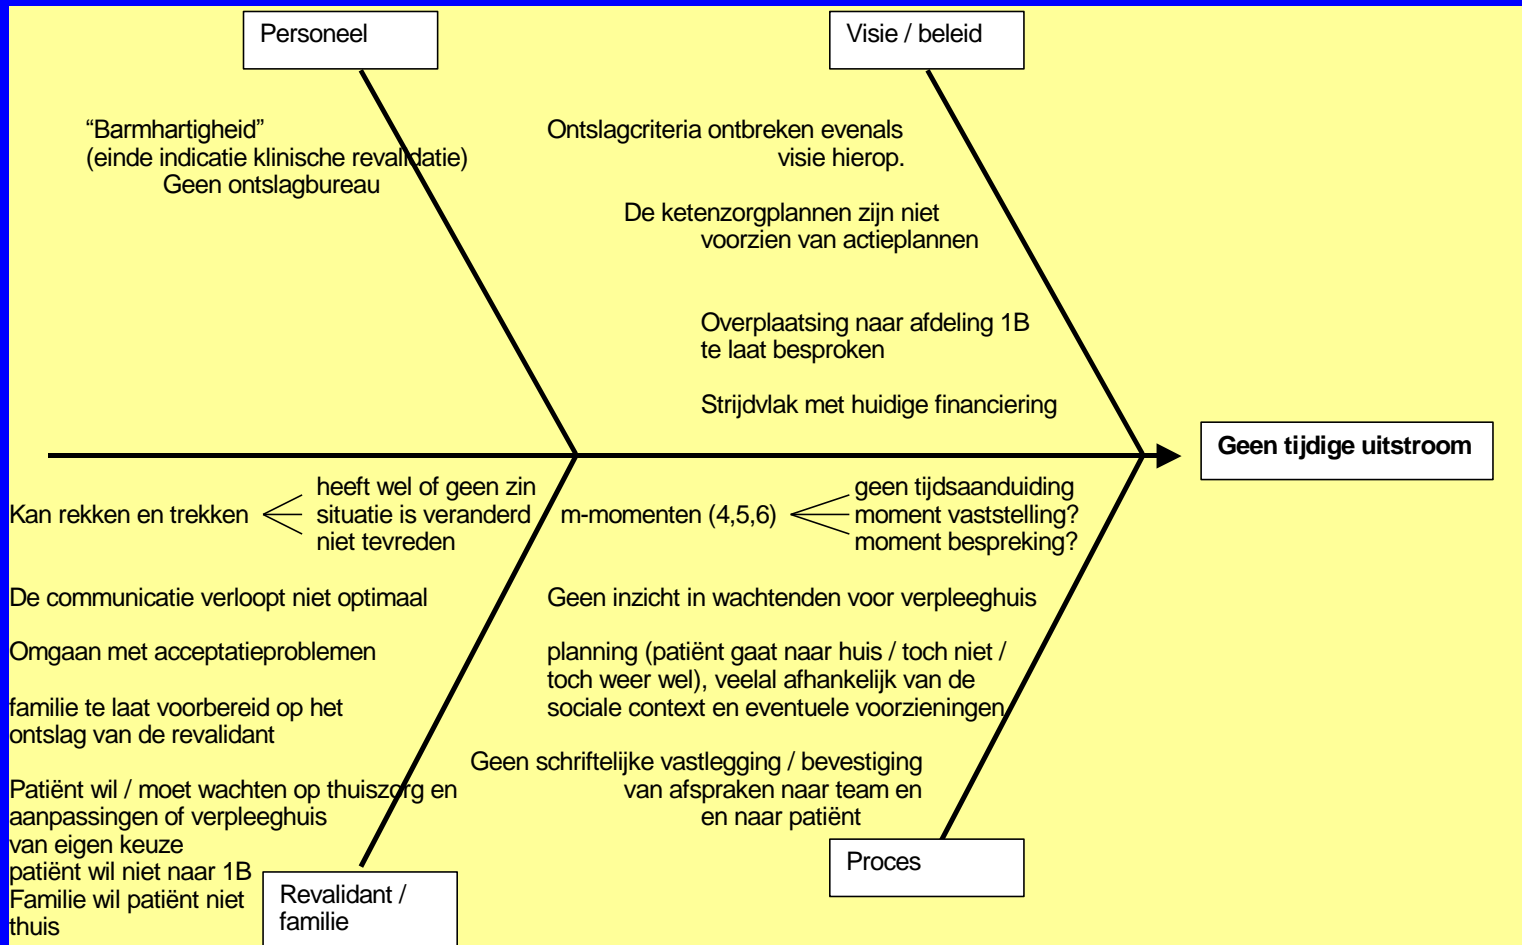 Personeel
Visie / beleid
“Barmhartigheid”
(einde indicatie klinische revalidatie)
Geen ontslagbureau
Ontslagcriteria ontbreken evenals
visie hierop.
De ketenzorgplannen zijn niet
voorzien van actieplannen
Overplaatsing naar afdeling 1B
te laat besproken
Strijdvlak met huidige financiering
Geen tijdige uitstroom
Kan rekken en trekken
heeft wel of geen zin
situatie is veranderd
niet tevreden
De communicatie verloopt niet optimaal
Omgaan met acceptatieproblemen
familie te laat voorbereid op het
ontslag van de revalidant
Patiënt wil / moet wachten op thuiszorg en
aanpassingen of verpleeghuis
van eigen keuze
patiënt wil niet naar 1B
Familie wil patiënt niet
thuis
Revalidant /
familie
m-momenten (4,5,6)
geen tijdsaanduiding
moment vaststelling?
moment bespreking?
Geen inzicht in wachtenden voor verpleeghuis
planning (patiënt gaat naar huis / toch niet /
toch weer wel), veelal afhankelijk van de
sociale context en eventuele voorzieningen
Geen schriftelijke vastlegging / bevestiging
van afspraken naar team en
en naar patiënt
Proces